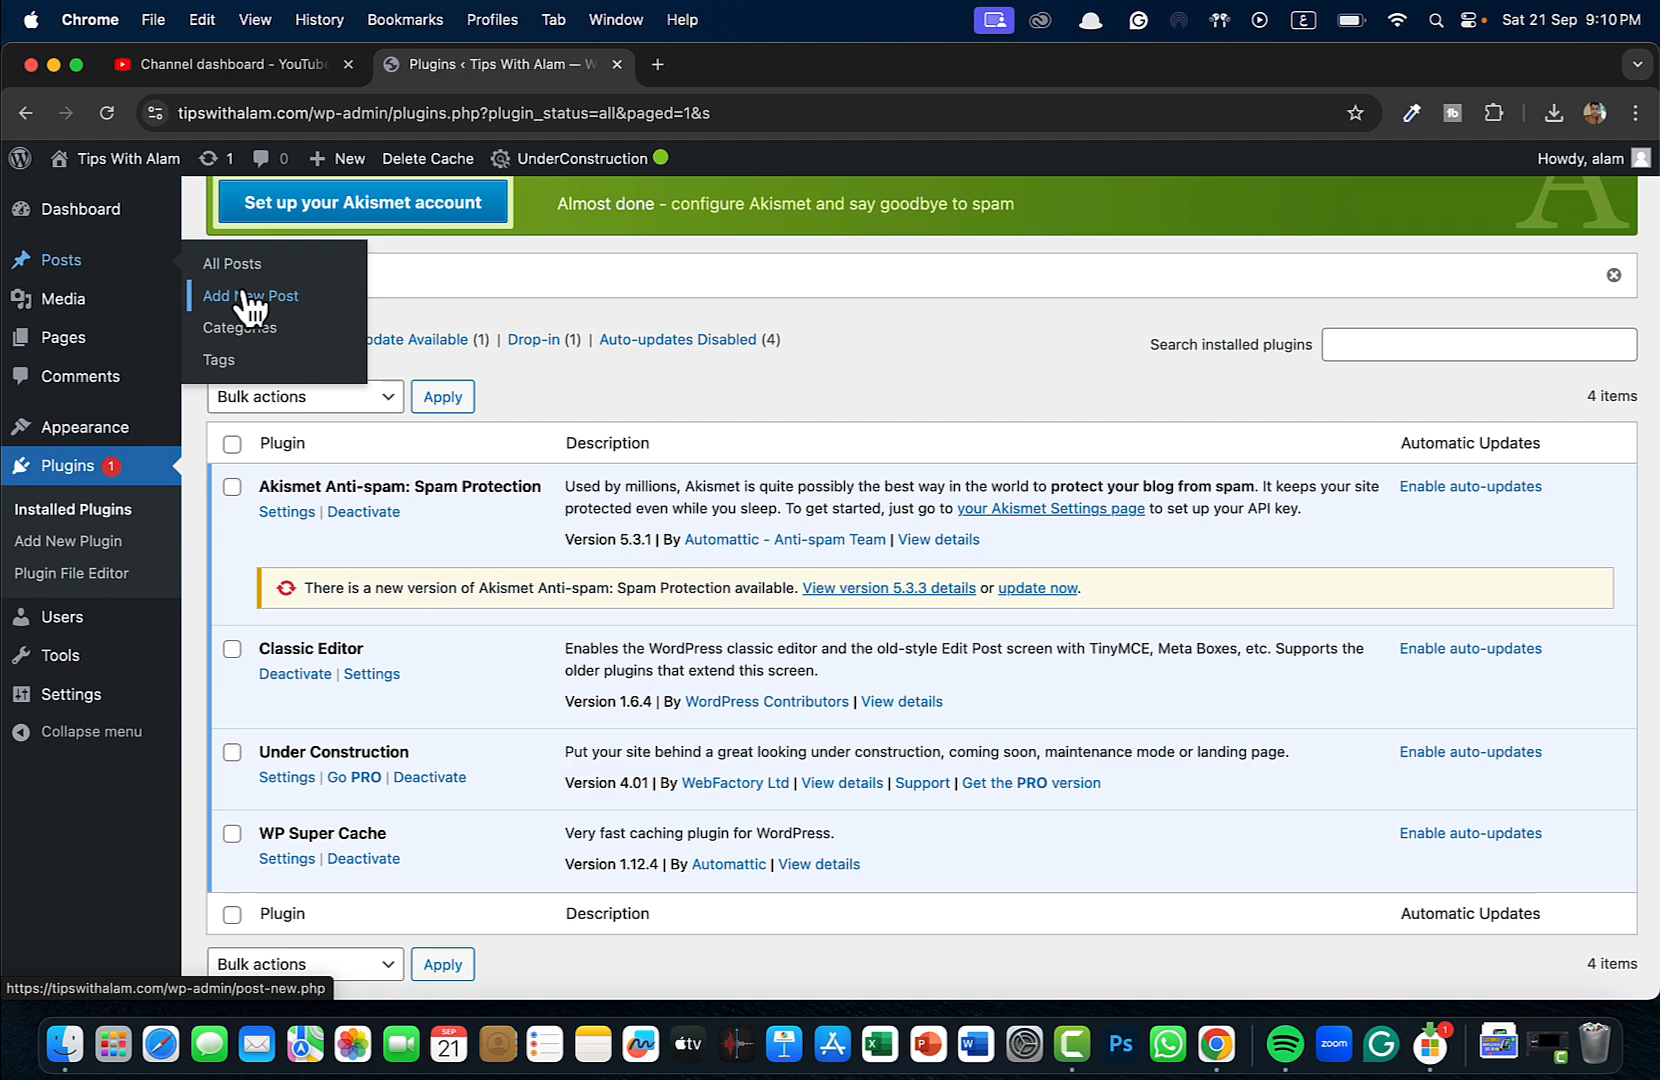 Chrome File Edit View History Bookmarks Profiles Tab Window Help Sat 21 Sep 9:10 PM
Channel dashboard - YouTube Plugins ‹ Tips With Alam — W
tipswithalam.com/wp-admin/plugins.php?plugin_status=all&paged=1&s
Tips With Alam 1 0 + New Delete Cache UnderConstruction Howdy, alam
Dashboard
Posts
Media
Pages
Comments
Appearance
Plugins 1
Installed Plugins
Add New Plugin
Plugin File Editor
Users
Tools
Settings
Collapse menu
All Posts
Add New Post
Categories
Tags
Set up your Akismet account Almost done - configure Akismet and say goodbye to spam
pdate Available (1) | Drop-in (1) | Auto-updates Disabled (4) Search installed plugins
Bulk actions Apply 4 items
Plugin Description Automatic Updates
Akismet Anti-spam: Spam Protection Used by millions, Akismet is quite possibly the best way in the world to protect your blog from spam. It keeps your site Enable auto-updates
Settings | Deactivate protected even while you sleep. To get started, just go to your Akismet Settings page to set up your API key.
Version 5.3.1 | By Automattic - Anti-spam Team | View details
There is a new version of Akismet Anti-spam: Spam Protection available. View version 5.3.3 details or update now.
Classic Editor Enables the WordPress classic editor and the old-style Edit Post screen with TinyMCE, Meta Boxes, etc. Supports the Enable auto-updates
Deactivate | Settings older plugins that extend this screen.
Version 1.6.4 | By WordPress Contributors | View details
Under Construction Put your site behind a great looking under construction, coming soon, maintenance mode or landing page. Enable auto-updates
Settings | Go PRO | Deactivate Version 4.01 | By WebFactory Ltd | View details | Support | Get the PRO version
WP Super Cache Very fast caching plugin for WordPress. Enable auto-updates
Settings | Deactivate Version 1.12.4 | By Automattic | View details
Plugin Description Automatic Updates
Bulk actions Apply 4 items
https://tipswithalam.com/wp-admin/post-new.php
SEP
21
tv
Ps
zoom
1